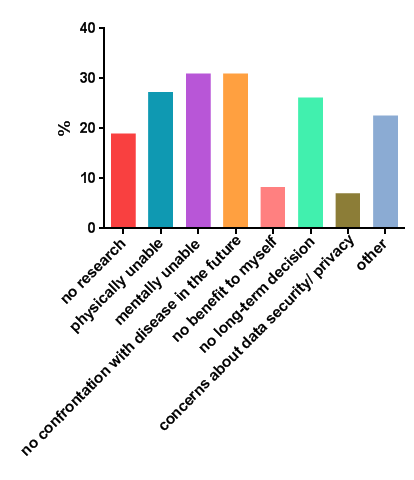 40
30
20
10
0
%
no research
physically unable
mentally unable
no confrontation with disease in the future
no benefit to myself
no long-term decision
concerns about data security/ privacy
other